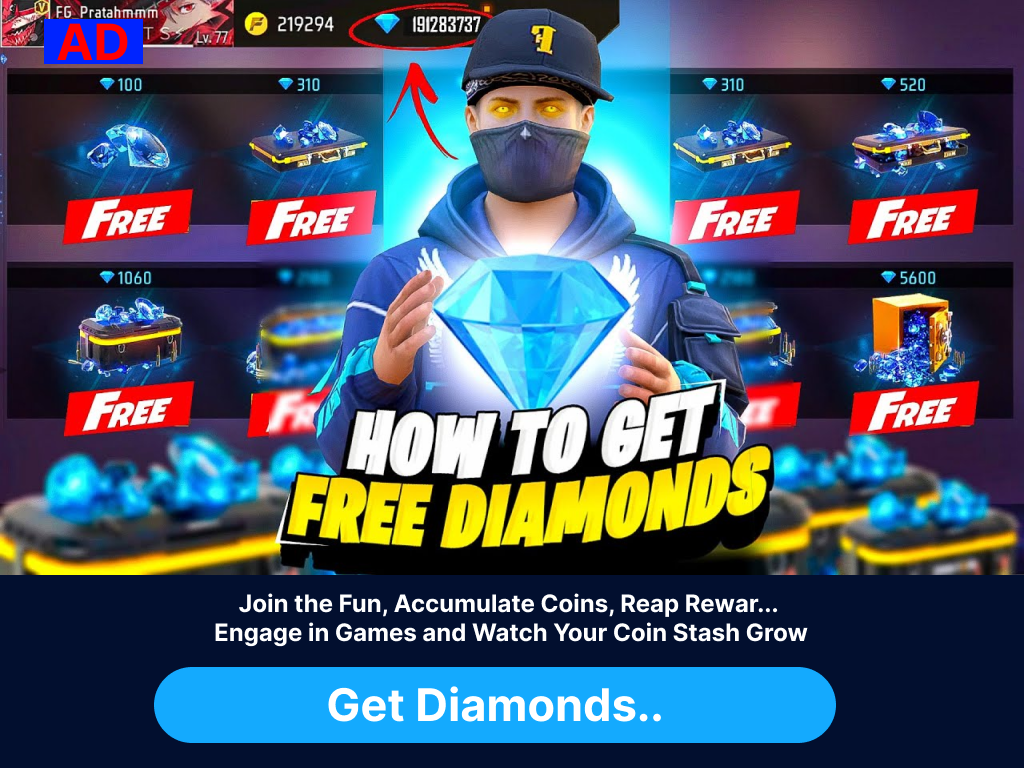 FG_Pratahmmm
AD
T S
Lv.77
219294
191283737
100
310
310
520
FREE
FREE
FREE
FREE
1060
5600
FREE
FREE
HOW TO GET
FREE DIAMONDS
Join the Fun, Accumulate Coins, Reap Rewar...
Engage in Games and Watch Your Coin Stash Grow
Get Diamonds..